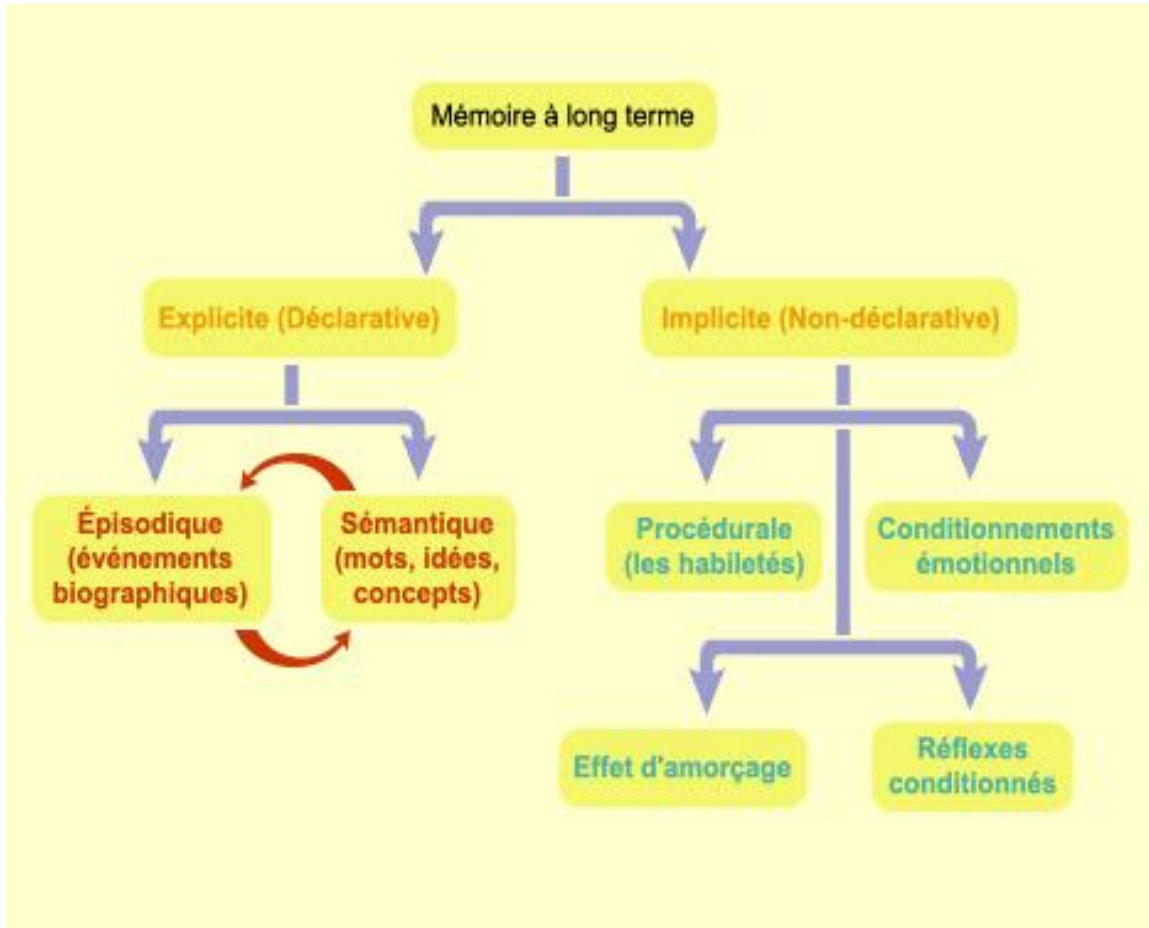 Mémoire à long terme
Explicite (Déclarative)
Implicite (Non-déclarative)
Épisodique
(événements
biographiques)
Sémantique
(mots, idées,
concepts)
Procédurale
(les habiletés)
Conditionnements
émotionnels
Effet d'amorçage
Réflexes
conditionnés